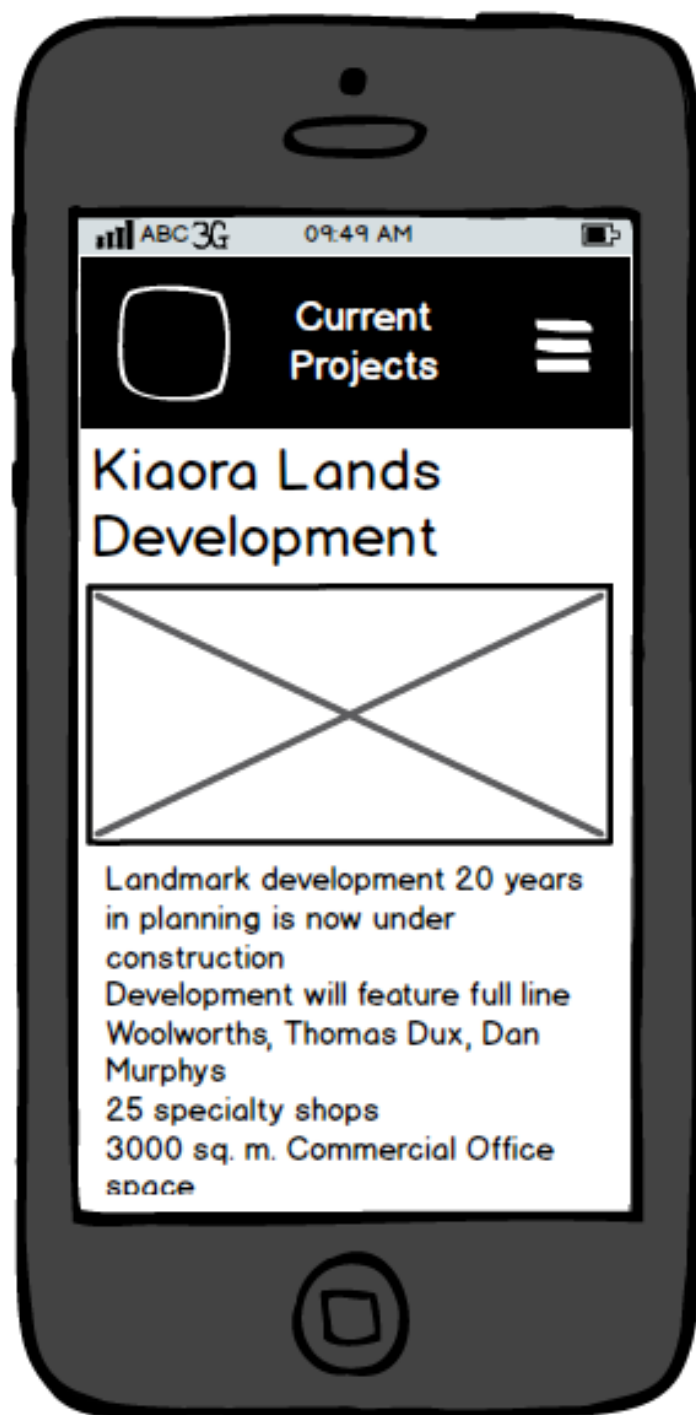 ABC 3G 09:49 AM
Current
Projects
Kiaora Lands
Development
Landmark development 20 years
in planning is now under
construction
Development will feature full line
Woolworths, Thomas Dux, Dan
Murphys
25 specialty shops
3000 sq. m. Commercial Office
space